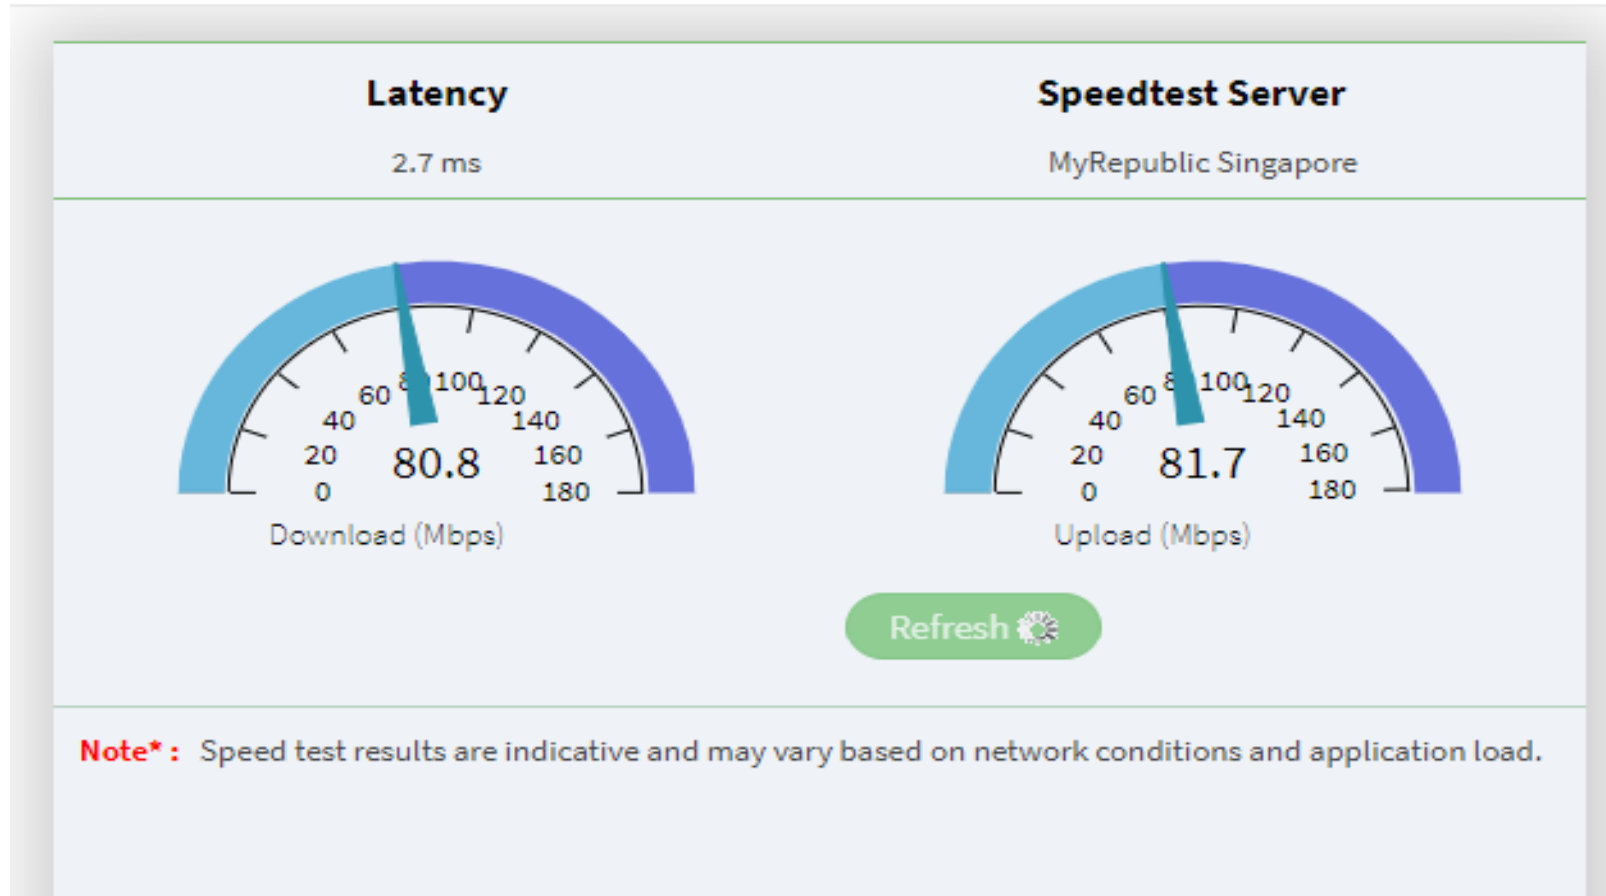 Latency
Speedtest Server
2.7 ms
MyRepublic Singapore
0
20
40
60
100
120
140
160
180
80.8
Download (Mbps)
0
20
40
60
100
120
140
160
180
81.7
Upload (Mbps)
Refresh
Note* : Speed test results are indicative and may vary based on network conditions and application load.